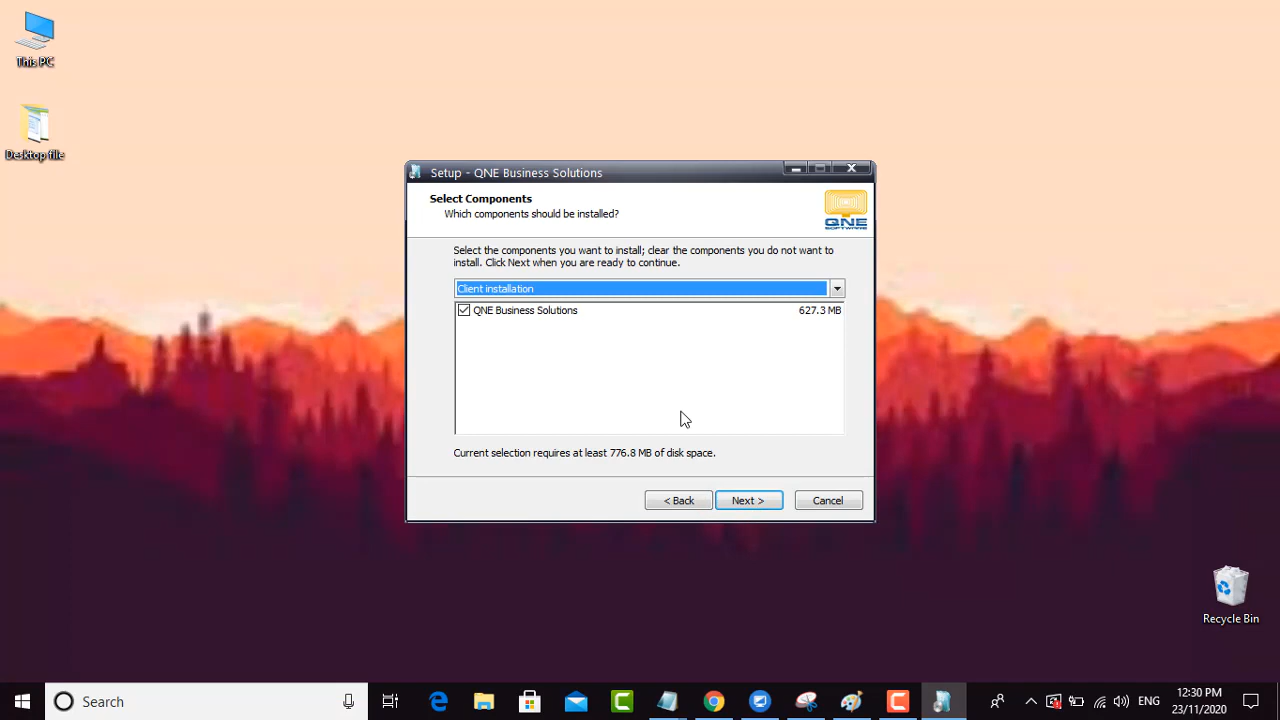 This PC
Desktop file
Setup - QNE Business Solutions
Select Components
Which components should be installed?
QNE
SOFTWARE
Select the components you want to install; clear the components you do not want to
install. Click Next when you are ready to continue.
Client installation
QNE Business Solutions 627.3 MB
Current selection requires at least 776.8 MB of disk space.
< Back Next > Cancel
Recycle Bin
Search
ENG
12:30 PM
23/11/2020